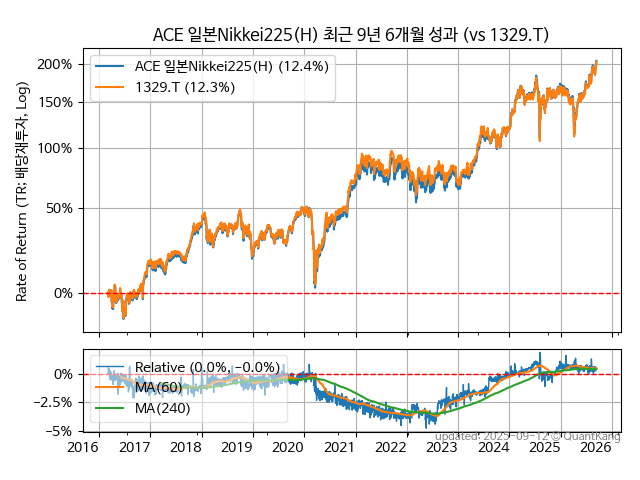 ACE 일본Nikkei225(H) 최근 9년 6개월 성과 (vs 1329.T)
Rate of Return (TR: 배당재투자, Log)
200%
150%
100%
50%
0%
ACE 일본Nikkei225(H) (12.4%)
1329.T (12.3%)
0%
−2.5%
−5%
Relative (0.0%, −0.0%)
MA(60)
MA(240)
2016 2017 2018 2019 2020 2021 2022 2023 2024 2025 2026
updated: 2025-09-12 © QuantKang